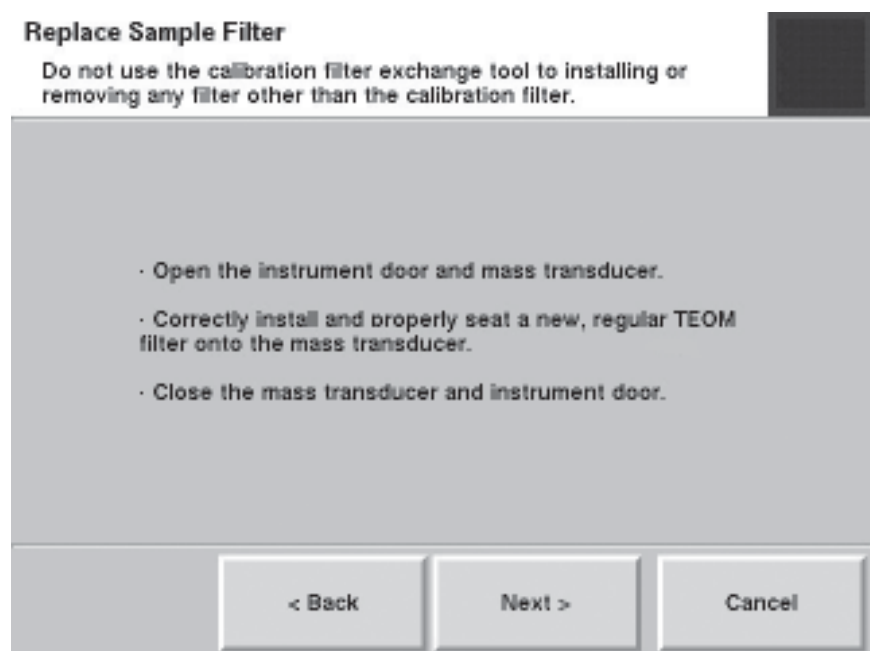 Replace Sample Filter
Do not use the calibration filter exchange tool to installing or
removing any filter other than the calibration filter.
· Open the instrument door and mass transducer.
· Correctly install and properly seat a new, regular TEOM
filter onto the mass transducer.
· Close the mass transducer and instrument door.
< Back
Next >
Cancel